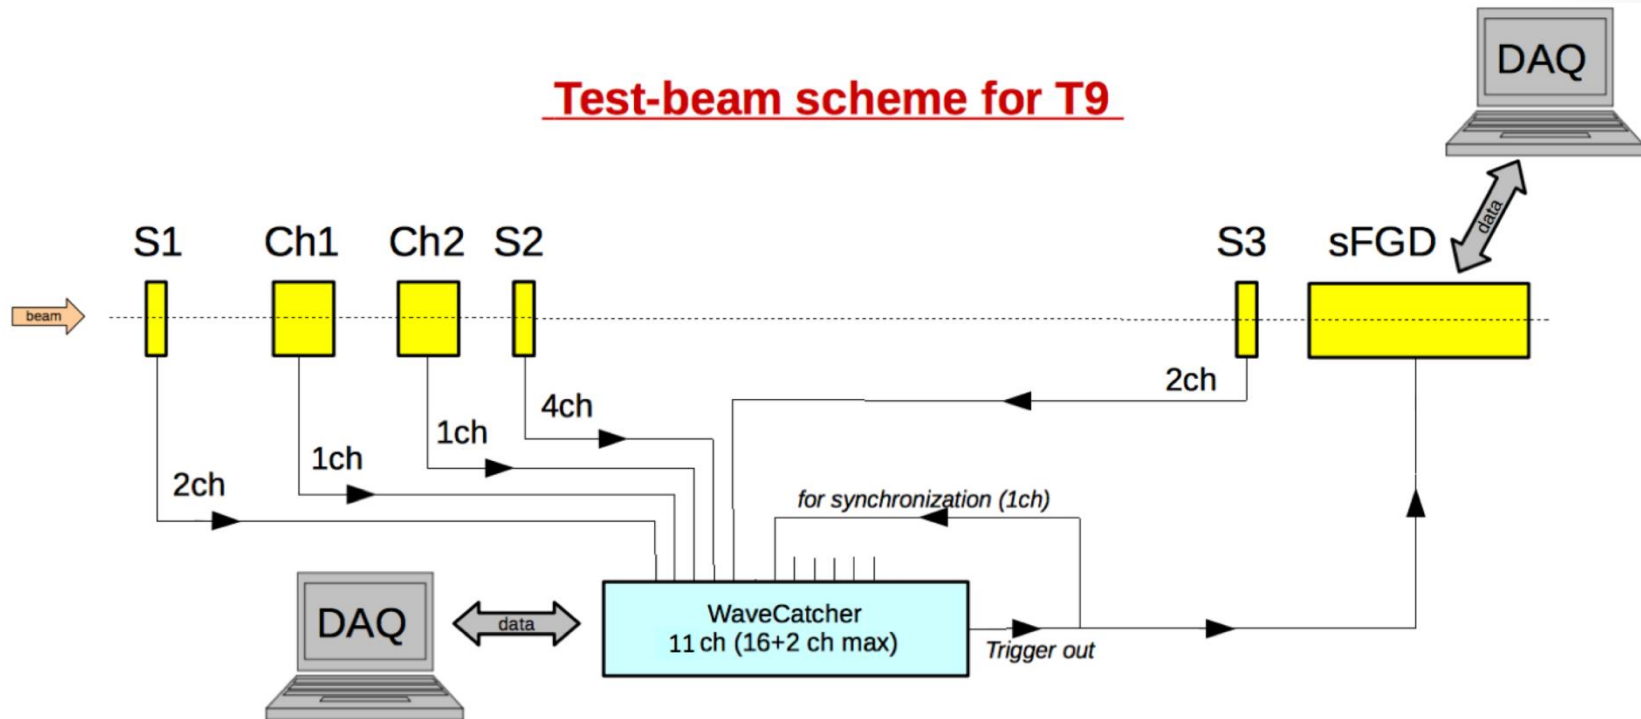 DAQ
Test-beam scheme for T9
data
S1
Ch1
Ch2
S2
S3
sFGD
beam
2ch
4ch
1ch
1ch
2ch
for synchronization (1ch)
DAQ
data
WaveCatcher
11 ch (16+2 ch max)
Trigger out